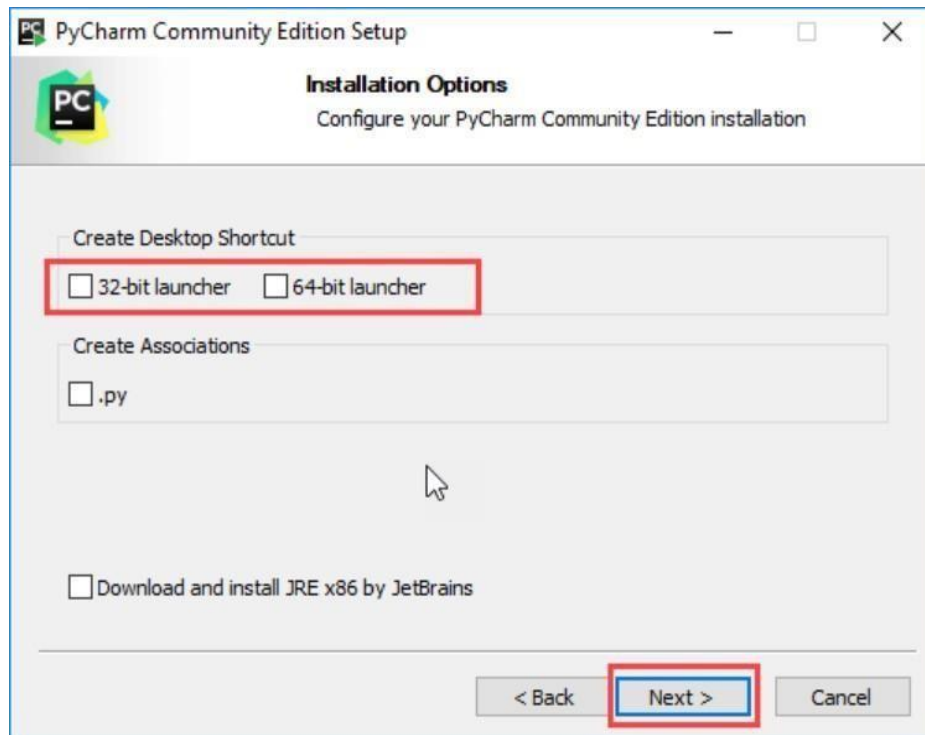 PC PyCharm Community Edition Setup
PC
Installation Options
Configure your PyCharm Community Edition installation
Create Desktop Shortcut
32-bit launcher 64-bit launcher
Create Associations
.py
Download and install JRE x86 by JetBrains
< Back Next > Cancel